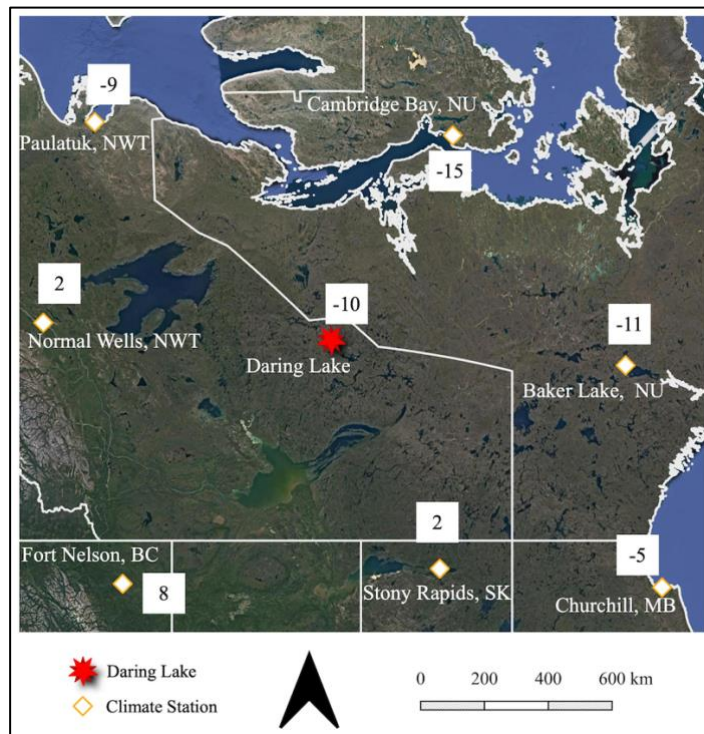 -9
Cambridge Bay, NU
Paulatuk, NWT
-15
2
-10
Normal Wells, NWT
-11
Daring Lake
Baker Lake, NU
2
Fort Nelson, BC
-5
8
Stony Rapids, SK
Churchill, MB
Daring Lake
Climate Station
0 200 400 600 km